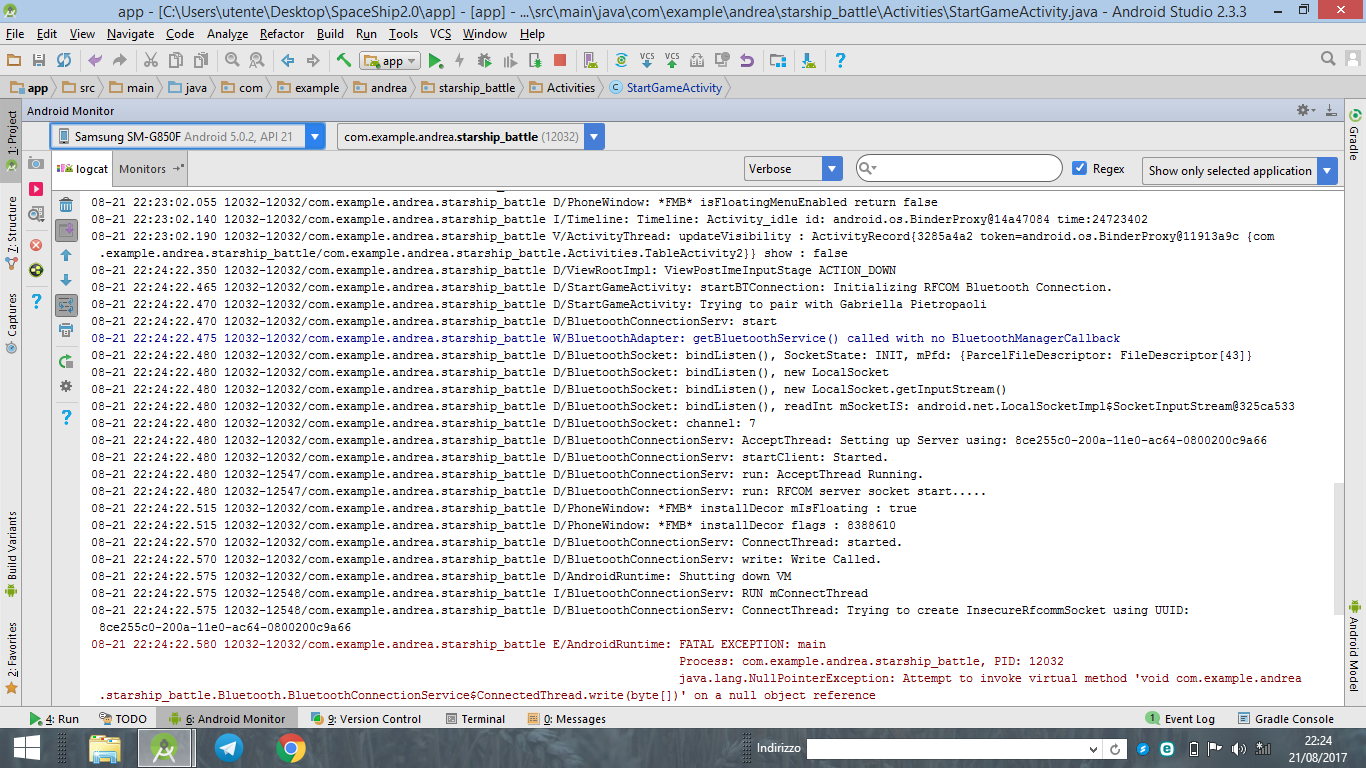 app - [C:\Users\utente\Desktop\SpaceShip2.0\app] - [app] - ...\src\main\java\com\example\andrea\starship_battle\Activities\StartGameActivity.java - Android Studio 2.3.3
File Edit View Navigate Code Analyze Refactor Build Run Tools VCS Window Help
app
app src main java com example andrea starship_battle Activities StartGameActivity
Android Monitor
Samsung SM-G850F Android 5.0.2, API 21 com.example.andrea.starship_battle (12032)
logcat Monitors Verbose Regex Show only selected application
08-21 22:23:02.055 12032-12032/com.example.andrea.starship_battle D/PhoneWindow: *FMB* isFloatingMenuEnabled return false
08-21 22:23:02.140 12032-12032/com.example.andrea.starship_battle I/Timeline: Timeline: Activity_idle id: android.os.BinderProxy@14a47084 time:24723402
08-21 22:23:02.190 12032-12032/com.example.andrea.starship_battle V/ActivityThread: updateVisibility : ActivityRecord{3285a4a2 token=android.os.BinderProxy@11913a9c {com
.example.andrea.starship_battle/com.example.andrea.starship_battle.Activities.TableActivity2}} show : false
08-21 22:24:22.350 12032-12032/com.example.andrea.starship_battle D/ViewRootImpl: ViewPostImeInputStage ACTION_DOWN
08-21 22:24:22.465 12032-12032/com.example.andrea.starship_battle D/StartGameActivity: startBTConnection: Initializing RFCOM Bluetooth Connection.
08-21 22:24:22.470 12032-12032/com.example.andrea.starship_battle D/StartGameActivity: Trying to pair with Gabriella Pietropaoli
08-21 22:24:22.470 12032-12032/com.example.andrea.starship_battle D/BluetoothConnectionServ: start
08-21 22:24:22.475 12032-12032/com.example.andrea.starship_battle W/BluetoothAdapter: getBluetoothService() called with no BluetoothManagerCallback
08-21 22:24:22.480 12032-12032/com.example.andrea.starship_battle D/BluetoothSocket: bindListen(), SocketState: INIT, mPfd: {ParcelFileDescriptor: FileDescriptor[43]}
08-21 22:24:22.480 12032-12032/com.example.andrea.starship_battle D/BluetoothSocket: bindListen(), new LocalSocket
08-21 22:24:22.480 12032-12032/com.example.andrea.starship_battle D/BluetoothSocket: bindListen(), new LocalSocket.getInputStream()
08-21 22:24:22.480 12032-12032/com.example.andrea.starship_battle D/BluetoothSocket: bindListen(), readInt mSocketIS: android.net.LocalSocketImpl$SocketInputStream@325ca533
08-21 22:24:22.480 12032-12032/com.example.andrea.starship_battle D/BluetoothSocket: channel: 7
08-21 22:24:22.480 12032-12032/com.example.andrea.starship_battle D/BluetoothConnectionServ: AcceptThread: Setting up Server using: 8ce255c0-200a-11e0-ac64-0800200c9a66
08-21 22:24:22.480 12032-12032/com.example.andrea.starship_battle D/BluetoothConnectionServ: startClient: Started.
08-21 22:24:22.480 12032-12547/com.example.andrea.starship_battle D/BluetoothConnectionServ: run: AcceptThread Running.
08-21 22:24:22.480 12032-12547/com.example.andrea.starship_battle D/BluetoothConnectionServ: run: RFCOM server socket start.....
08-21 22:24:22.515 12032-12032/com.example.andrea.starship_battle D/PhoneWindow: *FMB* installDecor mIsFloating : true
08-21 22:24:22.515 12032-12032/com.example.andrea.starship_battle D/PhoneWindow: *FMB* installDecor flags : 8388610
08-21 22:24:22.570 12032-12032/com.example.andrea.starship_battle D/BluetoothConnectionServ: ConnectThread: started.
08-21 22:24:22.570 12032-12032/com.example.andrea.starship_battle D/BluetoothConnectionServ: write: Write Called.
08-21 22:24:22.575 12032-12032/com.example.andrea.starship_battle D/AndroidRuntime: Shutting down VM
08-21 22:24:22.575 12032-12548/com.example.andrea.starship_battle I/BluetoothConnectionServ: RUN mConnectThread
08-21 22:24:22.575 12032-12548/com.example.andrea.starship_battle D/BluetoothConnectionServ: ConnectThread: Trying to create InsecureRfcommSocket using UUID:
8ce255c0-200a-11e0-ac64-0800200c9a66
08-21 22:24:22.580 12032-12032/com.example.andrea.starship_battle E/AndroidRuntime: FATAL EXCEPTION: main
Process: com.example.andrea.starship_battle, PID: 12032
java.lang.NullPointerException: Attempt to invoke virtual method 'void com.example.andrea
.starship_battle.Bluetooth.BluetoothConnectionService$ConnectedThread.write(byte[])' on a null object reference
1: Project
7: Structure
Captures
Build Variants
2: Favorites
Gradle
Android Model
4: Run TODO 6: Android Monitor 9: Version Control Terminal 0: Messages 1 Event Log Gradle Console
Indirizzo
22:24
21/08/2017